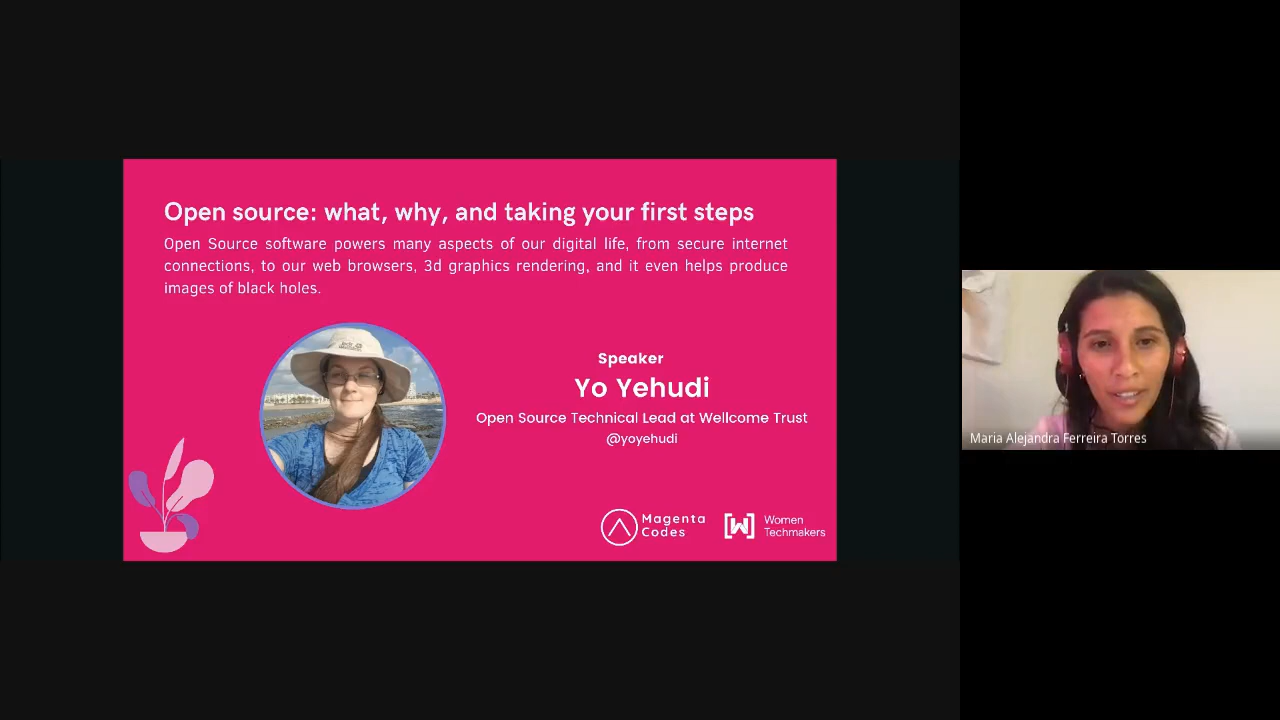 Open source: what, why, and taking your first steps
Open Source software powers many aspects of our digital life, from secure internet
connections, to our web browsers, 3d graphics rendering, and it even helps produce
images of black holes.
Speaker
Yo Yehudi
Open Source Technical Lead at Wellcome Trust
@yoyehudi
Magenta
Codes
Women
Techmakers
Maria Alejandra Ferreira Torres